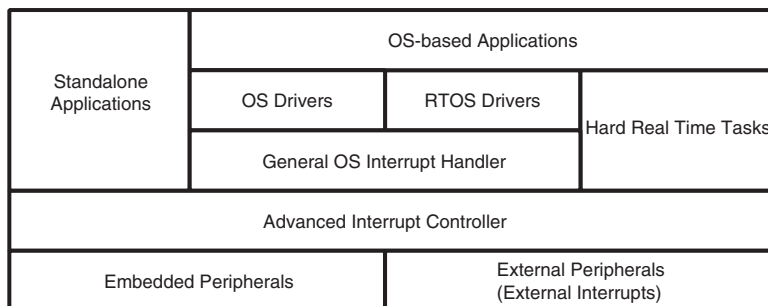 OS-based Applications
Standalone
Applications
OS Drivers
RTOS Drivers
Hard Real Time Tasks
General OS Interrupt Handler
Advanced Interrupt Controller
Embedded Peripherals
External Peripherals
(External Interrupts)